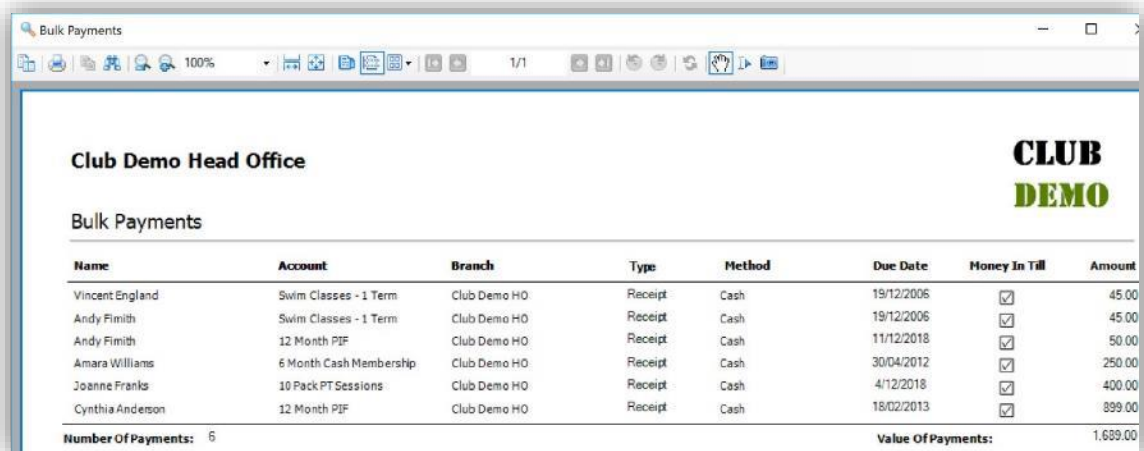 Bulk Payments
100% 1/1
Club Demo Head Office
CLUB
DEMO
Bulk Payments
Name Account Branch Type Method Due Date Money In Till Amount
Vincent England Swim Classes - 1 Term Club Demo HO Receipt Cash 19/12/2006 45.00
Andy Fimith Swim Classes - 1 Term Club Demo HO Receipt Cash 19/12/2006 45.00
Andy Fimith 12 Month PIF Club Demo HO Receipt Cash 11/12/2018 50.00
Amara Williams 6 Month Cash Membership Club Demo HO Receipt Cash 30/04/2012 250.00
Joanne Franks 10 Pack PT Sessions Club Demo HO Receipt Cash 4/12/2018 400.00
Cynthia Anderson 12 Month PIF Club Demo HO Receipt Cash 18/02/2013 899.00
Number Of Payments: 6 Value Of Payments: 1,689.00